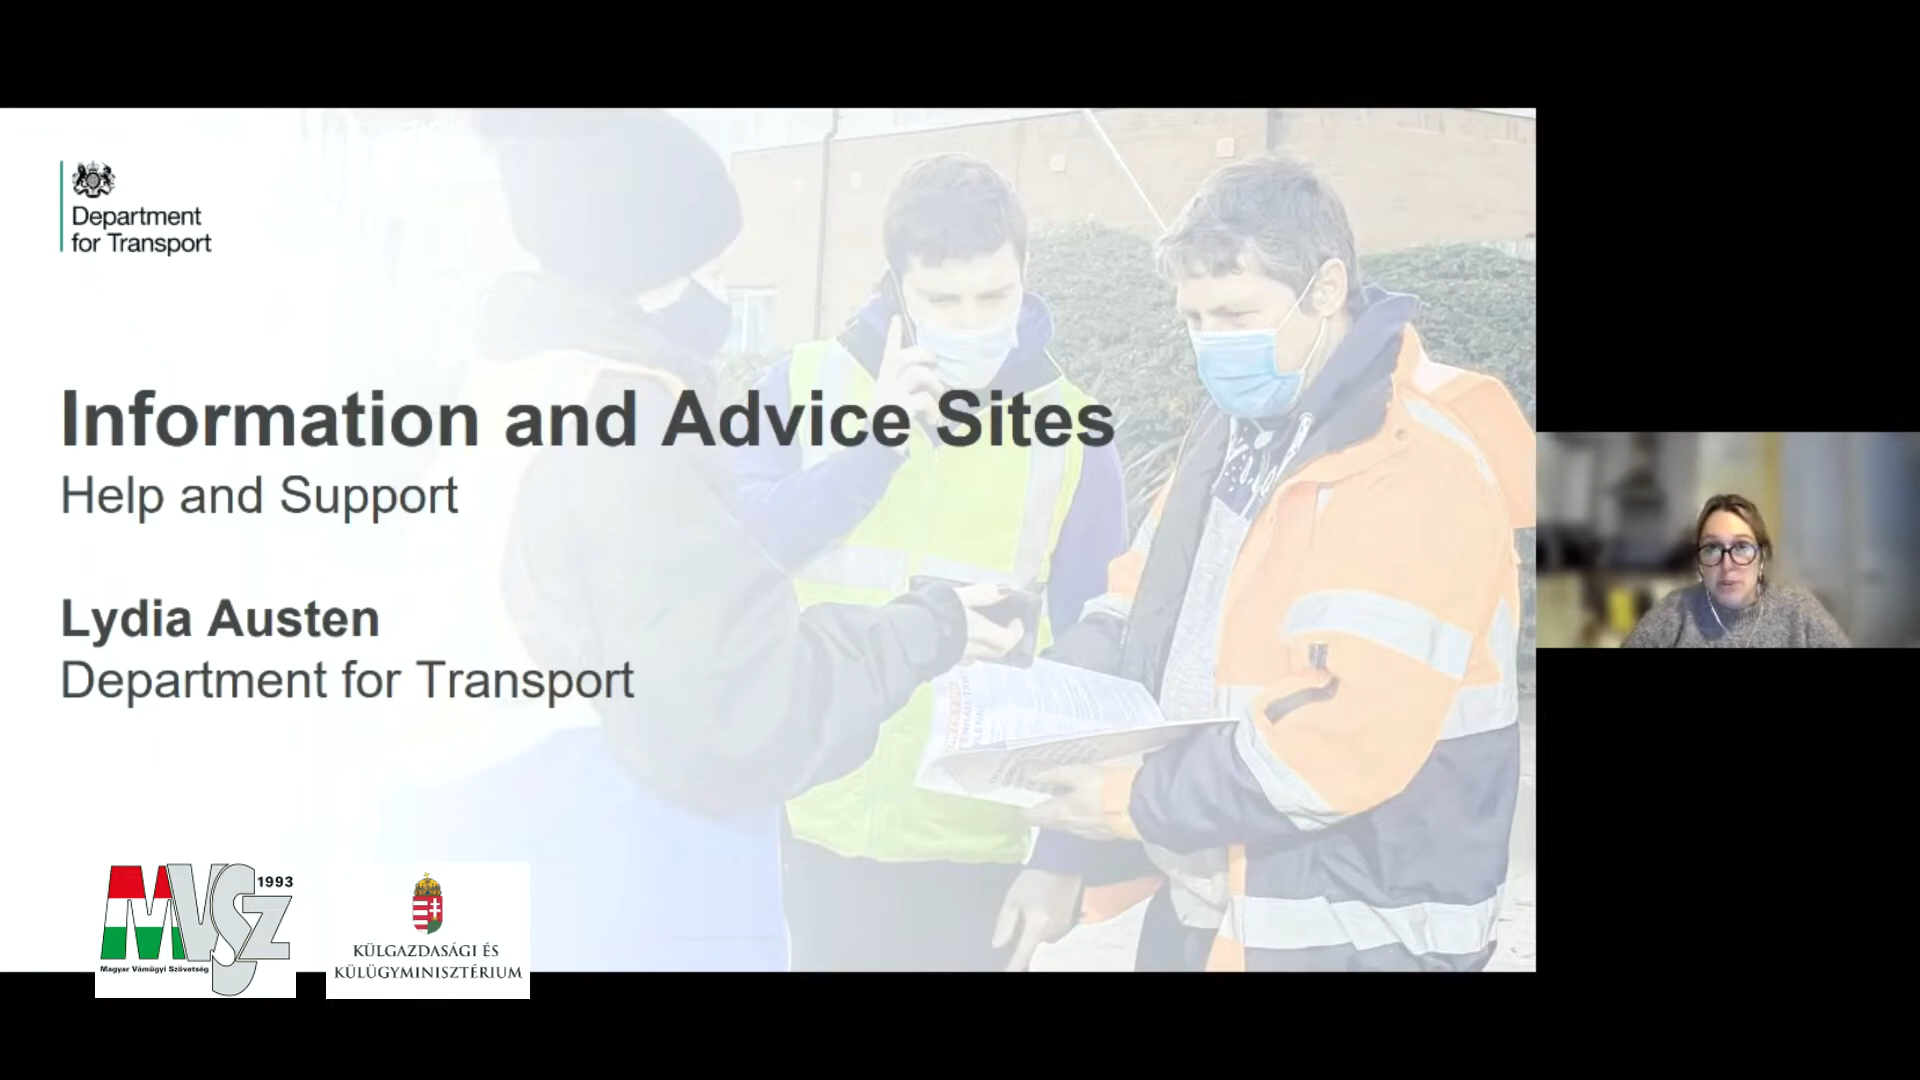 Department
for Transport
Information and Advice Sites
Help and Support
Lydia Austen
Department for Transport
MVSZ
1993
Magyar Vámügyi Szövetség
KÜLGAZDASÁGI ÉS
KÜLÜGYMINISZTÉRIUM